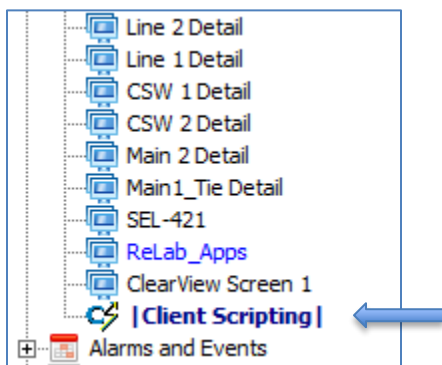 Line 2 Detail
Line 1 Detail
CSW 1 Detail
CSW 2 Detail
Main 2 Detail
Main1_Tie Detail
SEL-421
ReLab_Apps
ClearView Screen 1
|Client Scripting|
Alarms and Events